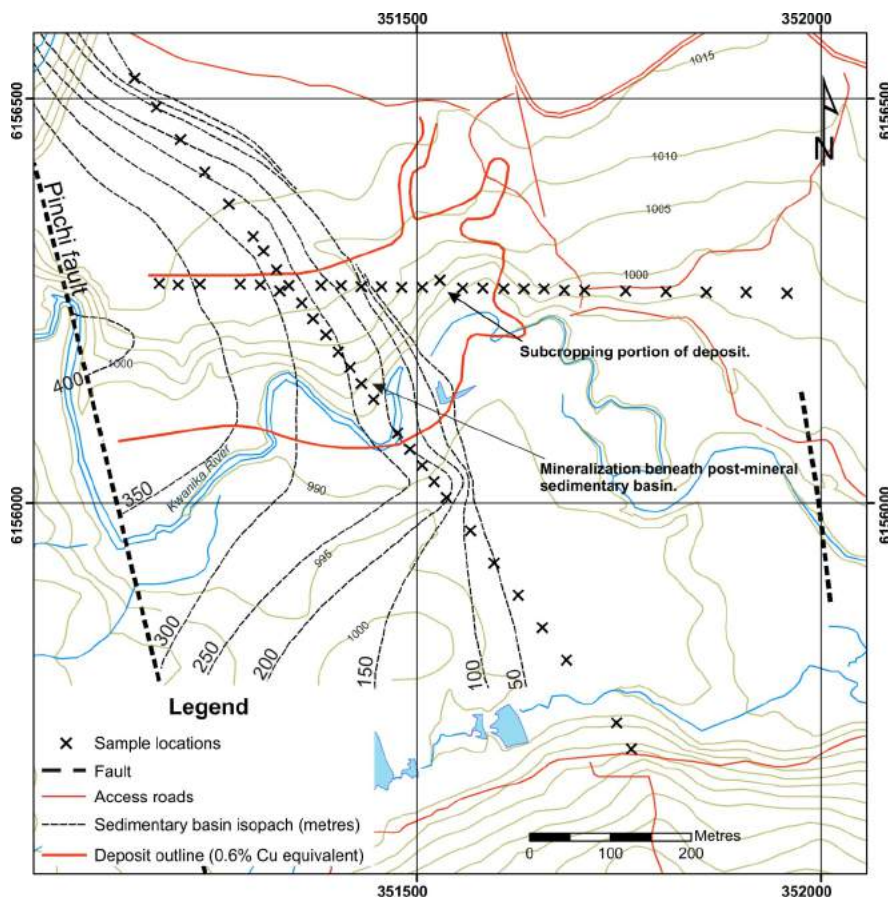 351500
352000
1015
6156500
6156500
N
1010
Pinchi fault
1005
1000
Subcropping portion of deposit.
1000
400
Mineralization beneath post-mineral
sedimentary basin.
Kwanika River
990
350
6156000
6156000
995
1000
300
250
200
150
100
50
Legend
Sample locations
Fault
Access roads
Sedimentary basin isopach (metres)
Deposit outline (0.6% Cu equivalent)
Metres
0
100
200
351500
352000